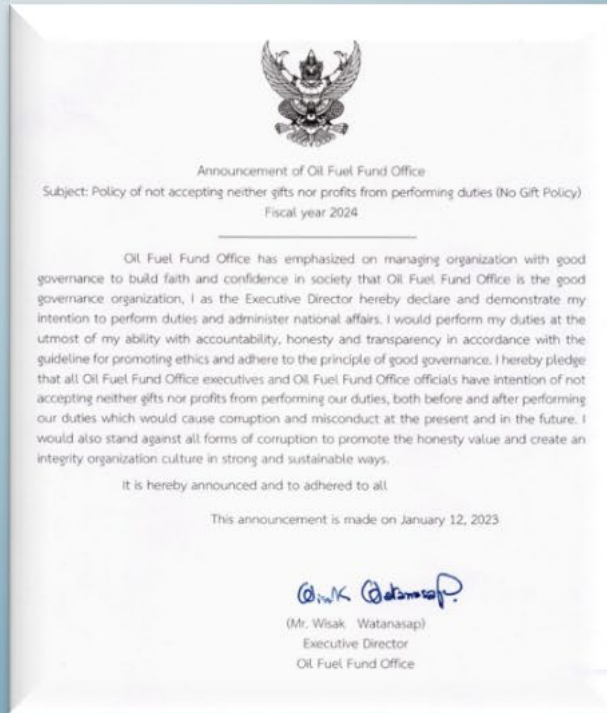 Announcement of Oil Fuel Fund Office
Subject: Policy of not accepting neither gifts nor profits from performing duties (No Gift Policy)
Fiscal year 2024
Oil Fuel Fund Office has emphasized on managing organization with good
governance to build faith and confidence in society that Oil Fuel Fund Office is the good
governance organization, I as the Executive Director hereby declare and demonstrate my
intention to perform duties and administer national affairs. I would perform my duties at the
utmost of my ability with accountability, honesty and transparency in accordance with the
guideline for promoting ethics and adhere to the principle of good governance. I hereby pledge
that all Oil Fuel Fund Office executives and Oil Fuel Fund Office officials have intention of not
accepting neither gifts nor profits from performing our duties, both before and after performing
our duties which would cause corruption and misconduct at the present and in the future. I
would also stand against all forms of corruption to promote the honesty value and create an
integrity organization culture in strong and sustainable ways.
It is hereby announced and to adhered to all
This announcement is made on January 12, 2023
Wisak Watanasap
(Mr. Wisak Watanasap)
Executive Director
Oil Fuel Fund Office